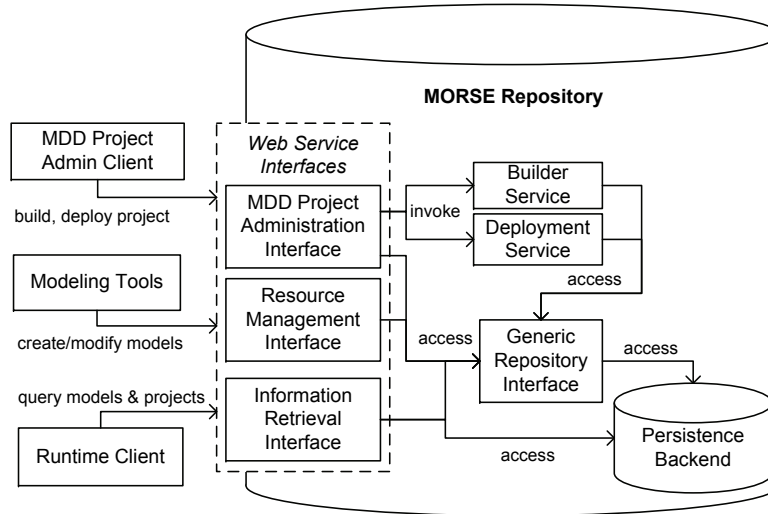 MORSE Repository
MDD Project
Admin Client
build, deploy project
Modeling Tools
create/modify models
query models & projects
Runtime Client
Web Service
Interfaces
MDD Project
Administration
Interface
Resource
Management
Interface
Information
Retrieval
Interface
invoke
Builder
Service
Deployment
Service
access
access
Generic
Repository
Interface
access
access
Persistence
Backend